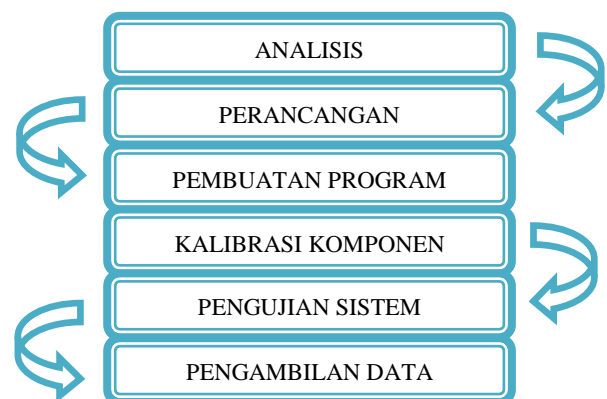 ANALISIS
PERANCANGAN
PEMBUATAN PROGRAM
KALIBRASI KOMPONEN
PENGUJIAN SISTEM
PENGAMBILAN DATA